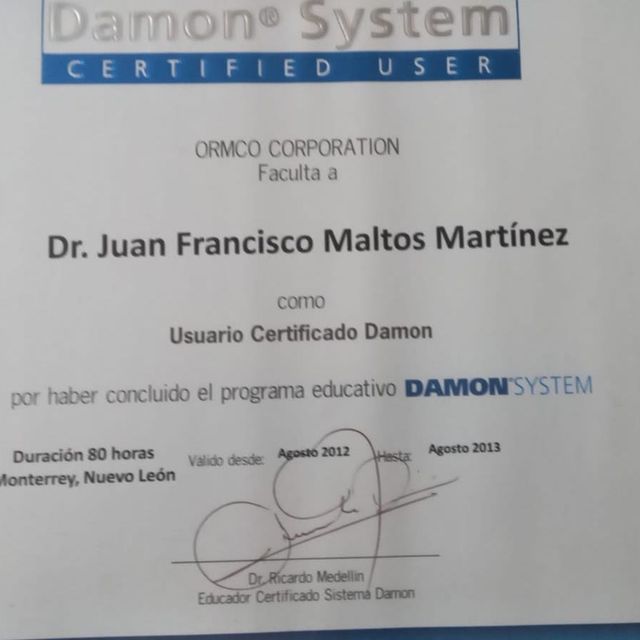 Damon® System
CERTIFIED USER
ORMCO CORPORATION
Faculta a
Dr. Juan Francisco Maltos Martínez
como
Usuario Certificado Damon
por haber concluido el programa educativo DAMON SYSTEM
Duración 80 horas
Monterrey, Nuevo León
Válido desde: Agosto 2012 Hasta: Agosto 2013
Dr. Ricardo Medellin
Educador Certificado Sistema Damon